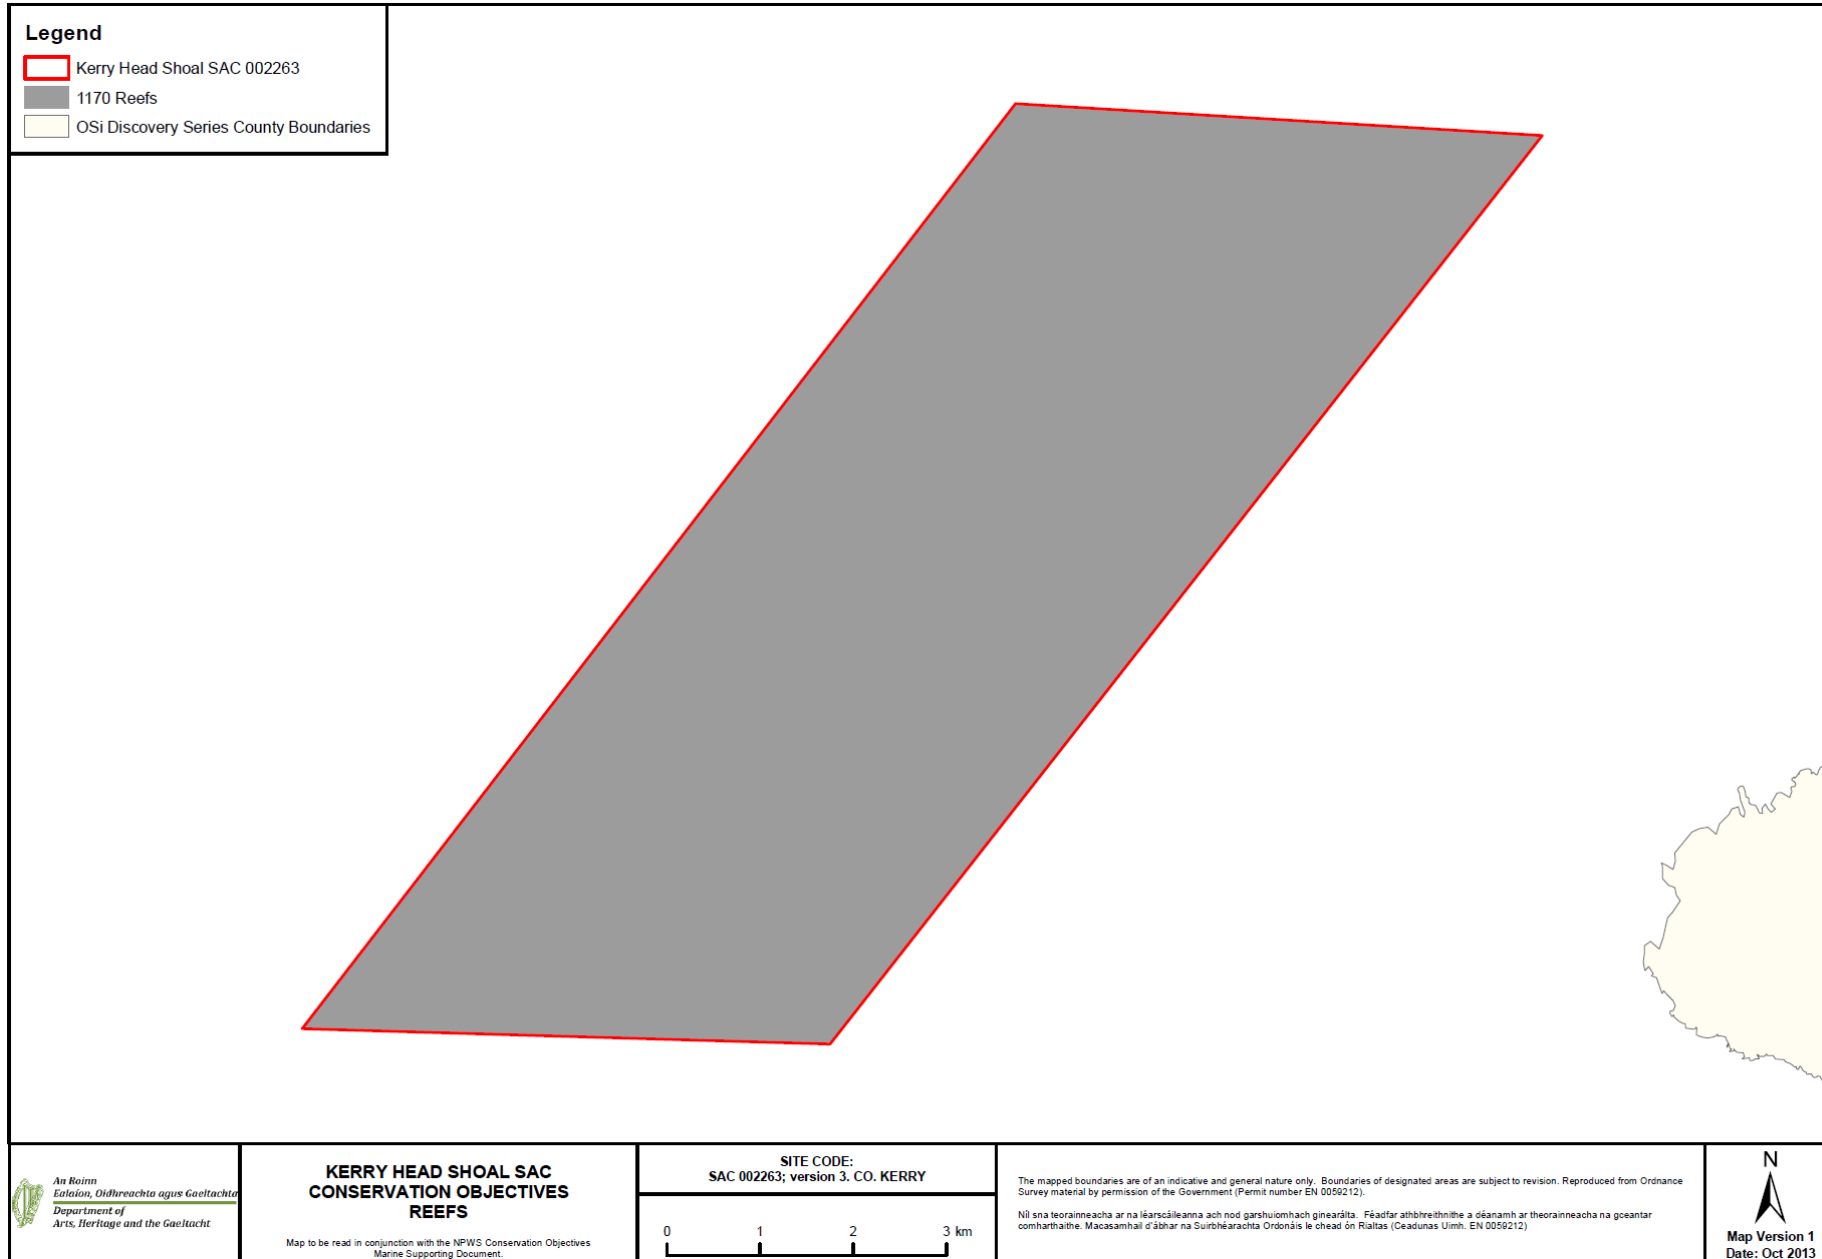 Legend
Kerry Head Shoal SAC 002263
1170 Reefs
OSi Discovery Series County Boundaries
An Roinn
Ealaíon, Oidhreachta agus Gaeltachta
Department of
Arts, Heritage and the Gaeltacht
KERRY HEAD SHOAL SAC
CONSERVATION OBJECTIVES
REEFS
Map to be read in conjunction with the NPWS Conservation Objectives
Marine Supporting Document.
SITE CODE:
SAC 002263; version 3. CO. KERRY
0 1 2 3 km
The mapped boundaries are of an indicative and general nature only. Boundaries of designated areas are subject to revision. Reproduced from Ordnance
Survey material by permission of the Government (Permit number EN 0059212).
Níl sna teorainneacha ar na léarscáileanna ach nod garshuiomhach ginearálta. Féadfar athbhreithnithe a déanamh ar theorainneacha na gceantar
comharthaithe. Macasamhail d'ábhar na Suirbhéarachta Ordonáis le chead ón Rialtas (Ceadunas Uimh. EN 0059212)
N
Map Version 1
Date: Oct 2013